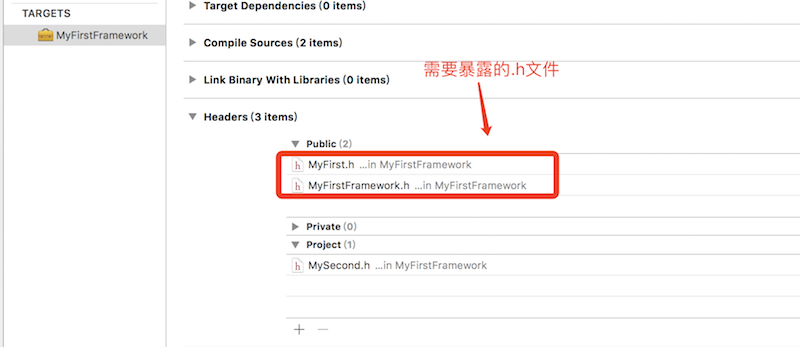 Target Dependencies (0 items)
TARGETS
MyFirstFramework
Compile Sources (2 items)
Link Binary With Libraries (0 items)
需要暴露的.h文件
Headers (3 items)
Public (2)
h MyFirst.h ...in MyFirstFramework
h MyFirstFramework.h ...in MyFirstFramework
Private (0)
Project (1)
h MySecond.h ...in MyFirstFramework